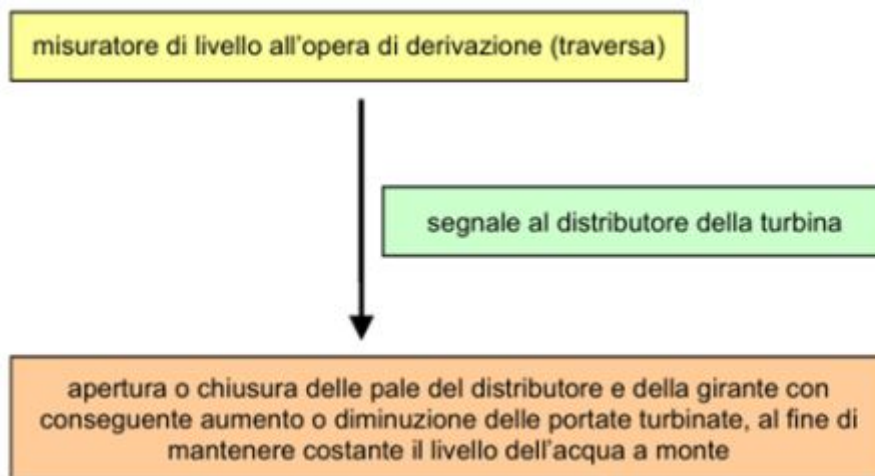 misuratore di livello all'opera di derivazione (traversa)
segnale al distributore della turbina
apertura o chiusura delle pale del distributore e della girante con
conseguente aumento o diminuzione delle portate turbinate, al fine di
mantenere costante il livello dell'acqua a monte